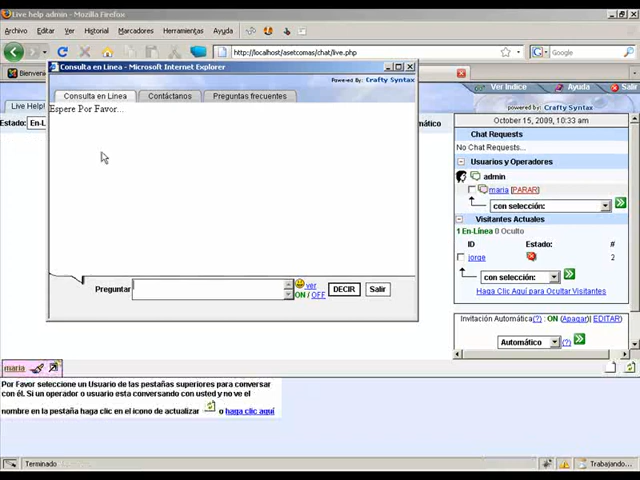 Live help admin - Mozilla Firefox
Archivo Editar Ver Historial Marcadores Herramientas Ayuda
http://localhost/asetcomas/chat/live.php
Google
Bienveni
Consulta en Linea - Microsoft Internet Explorer
Powered By: Crafty Syntax
Consulta en Linea Contáctanos Preguntas frecuentes
Espere Por Favor...
Preguntar
ver
ON / OFF
DECIR Salir
Live Help!
Estado: En-L
mático
Ver Indice Ayuda Salir
powered by: Crafty Syntax
October 15, 2009, 10:33 am
Chat Requests
No Chat Requests...
Usuarios y Operadores
admin
maria [PARAR]
con selección:
Visitantes Actuales
1 En-Línea 0 Oculto
ID Estado: #
jorge 2
con selección:
Haga Clic Aquí para Ocultar Visitantes
Invitación Automática(?) : ON (Apagar)[EDITAR]
Automático (?)
maria
Por Favor seleccione un Usuario de las pestañas superiores para conversar
con él. Si un operador o usuario esta conversando con usted y no ve el
nombre en la pestaña haga clic en el icono de actualizar o haga clic aquí
Terminado
Trabajando...